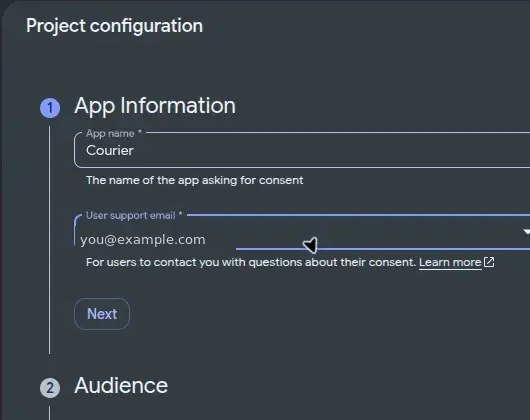 Project configuration
1
App Information
App name *
Courier
The name of the app asking for consent
User support email *
you@example.com
For users to contact you with questions about their consent. Learn more
Next
2
Audience